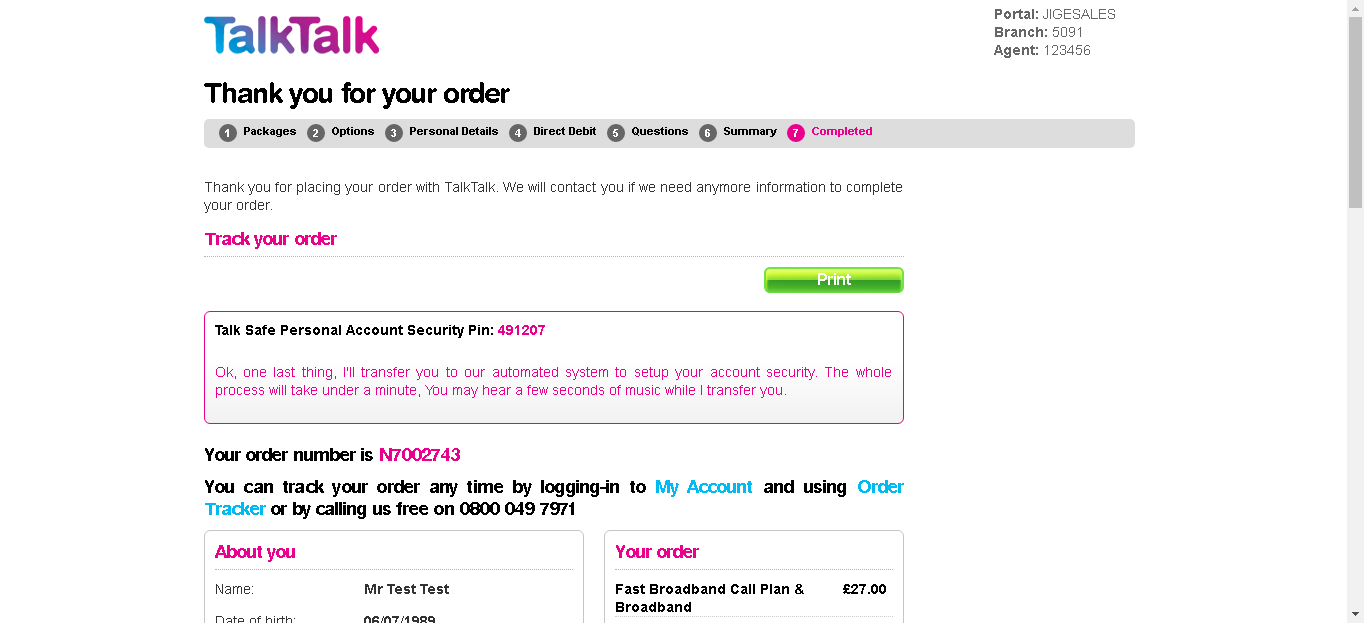 TalkTalk
Portal: JIGESALES
Branch: 5091
Agent: 123456
Thank you for your order
1 Packages 2 Options 3 Personal Details 4 Direct Debit 5 Questions 6 Summary 7 Completed
Thank you for placing your order with TalkTalk. We will contact you if we need anymore information to complete
your order.
Track your order
Print
Talk Safe Personal Account Security Pin: 491207
Ok, one last thing, I'll transfer you to our automated system to setup your account security. The whole
process will take under a minute, You may hear a few seconds of music while I transfer you.
Your order number is N7002743
You can track your order any time by logging-in to My Account and using Order
Tracker or by calling us free on 0800 049 7971
About you
Name: Mr Test Test
Date of birth: 06/07/1989
Your order
Fast Broadband Call Plan & £27.00
Broadband